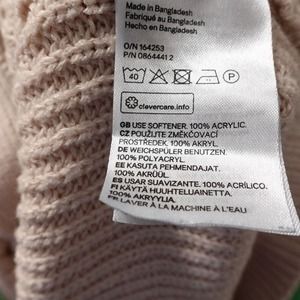 Made in Bangladesh
Fabriqué au Bangladesh
Hecho en Bangladesh
O/N 164253
P/N 08644412
40 P
clevercare.info
GB USE SOFTENER. 100% ACRYLIC.
CZ POUŽIJTE ZMĚKČOVACÍ
PROSTŘEDEK. 100% AKRYL.
DE WEICHSPÜLER BENUTZEN.
100% POLYACRYL.
EE KASUTA PEHMENDAJAT.
100% AKRÜÜL.
ES USAR SUAVIZANTE. 100% ACRÍLICO.
FI KÄYTÄ HUUHTELUAINETTA.
100% AKRYYLIA.
FR LAVER À LA MACHINE À L'EAU